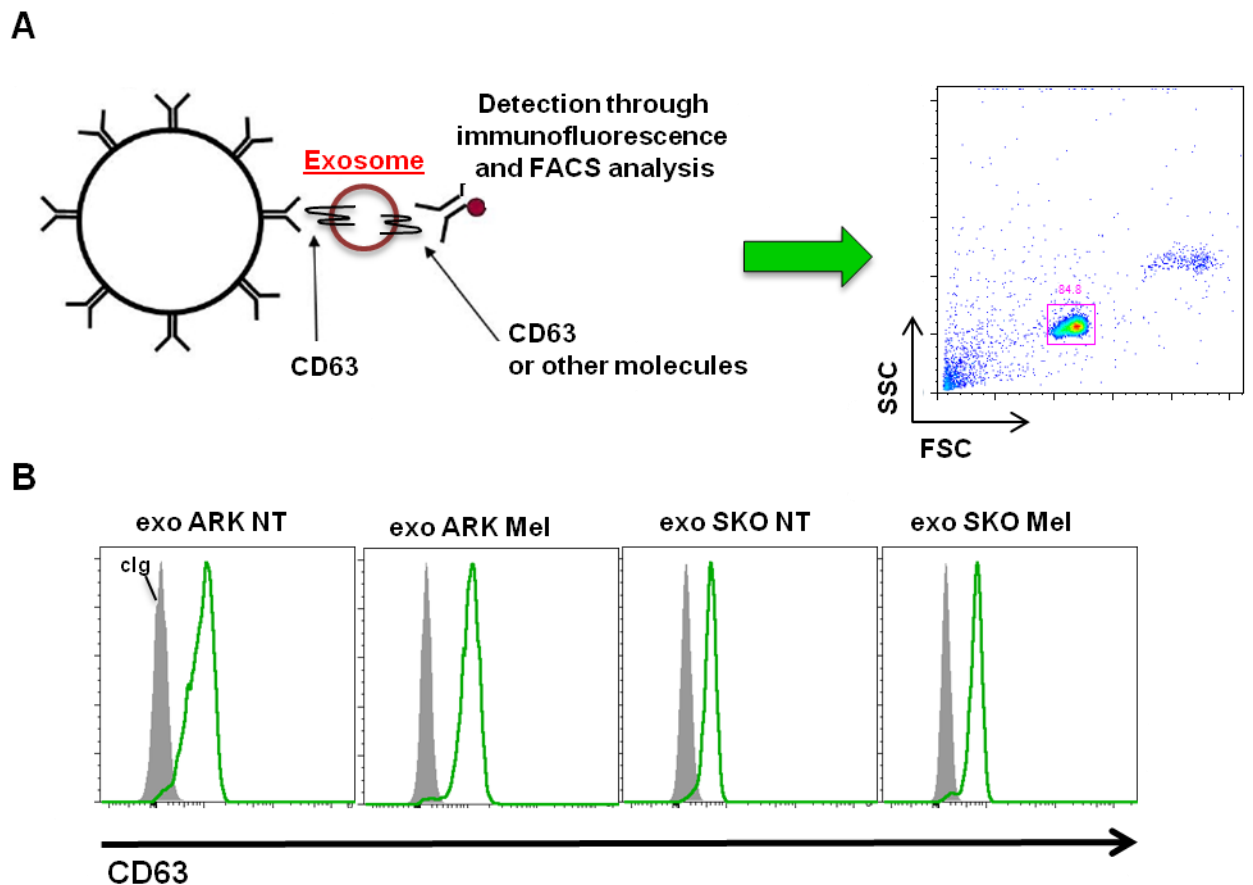 A
Detection through
immunofluorescence
and FACS analysis
Exosome
CD63
CD63
or other molecules
84.8
SSC
FSC
B
exo ARK NT
exo ARK Mel
exo SKO NT
exo SKO Mel
cIg
CD63